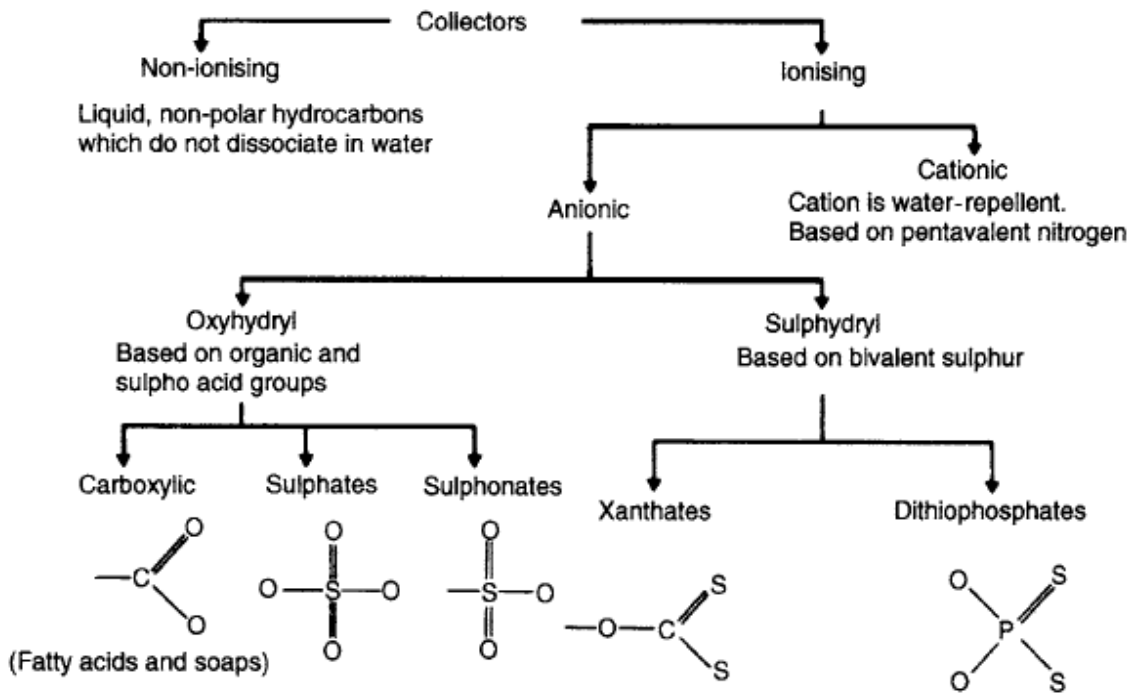 Collectors
Non-ionising
Ionising
Liquid, non-polar hydrocarbons
which do not dissociate in water
Cationic
Cation is water-repellent.
Based on pentavalent nitrogen
Anionic
Oxyhydryl
Based on organic and
sulpho acid groups
Sulphydryl
Based on bivalent sulphur
Carboxylic
Sulphates
Sulphonates
Xanthates
Dithiophosphates
O
C
O
(Fatty acids and soaps)
O
O S O
O
O
S O
O
S
O C
S
O S
P
O S